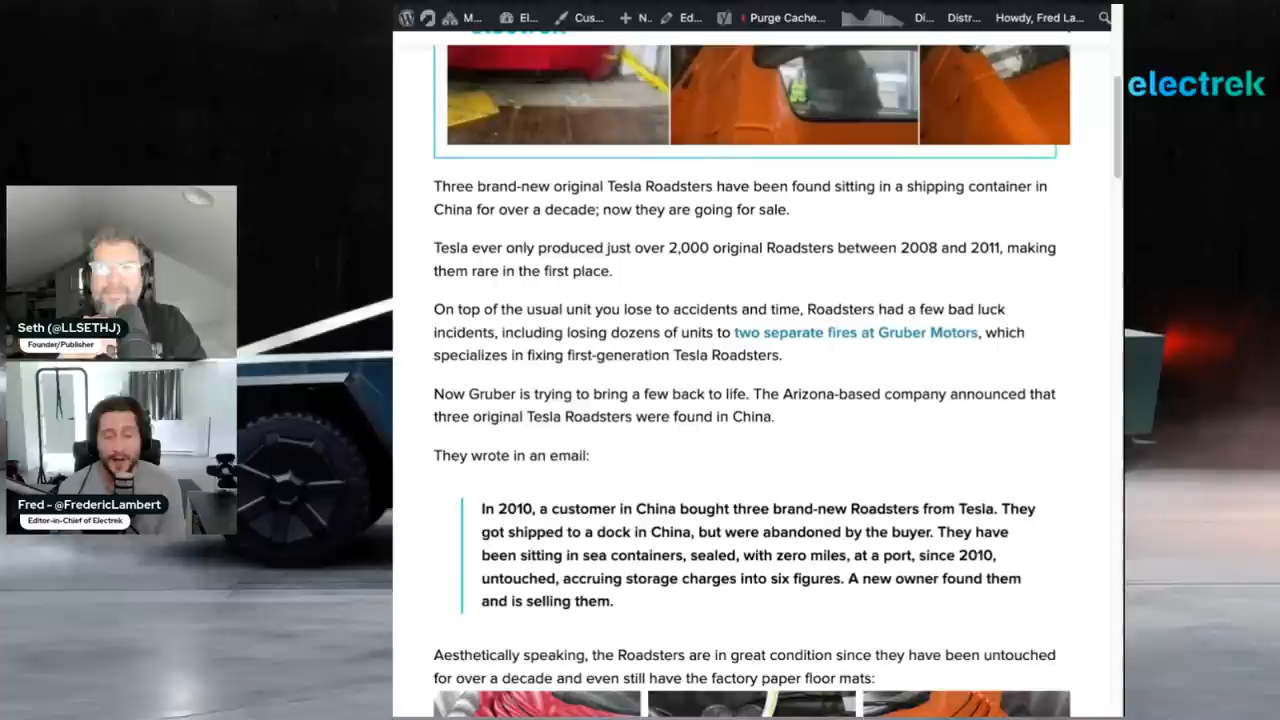 M...
El...
Cus...
N...
Ed...
Purge Cache...
Di...
Distr...
Howdy, Fred La...
electrek
Three brand-new original Tesla Roadsters have been found sitting in a shipping container in
China for over a decade; now they are going for sale.
Tesla ever only produced just over 2,000 original Roadsters between 2008 and 2011, making
them rare in the first place.
On top of the usual unit you lose to accidents and time, Roadsters had a few bad luck
incidents, including losing dozens of units to two separate fires at Gruber Motors, which
specializes in fixing first-generation Tesla Roadsters.
Now Gruber is trying to bring a few back to life. The Arizona-based company announced that
three original Tesla Roadsters were found in China.
They wrote in an email:
In 2010, a customer in China bought three brand-new Roadsters from Tesla. They
got shipped to a dock in China, but were abandoned by the buyer. They have
been sitting in sea containers, sealed, with zero miles, at a port, since 2010,
untouched, accruing storage charges into six figures. A new owner found them
and is selling them.
Aesthetically speaking, the Roadsters are in great condition since they have been untouched
for over a decade and even still have the factory paper floor mats:
Seth (@LLSETHJ)
Founder/Publisher
Fred - @FredericLambert
Editor-in-Chief of Electrek